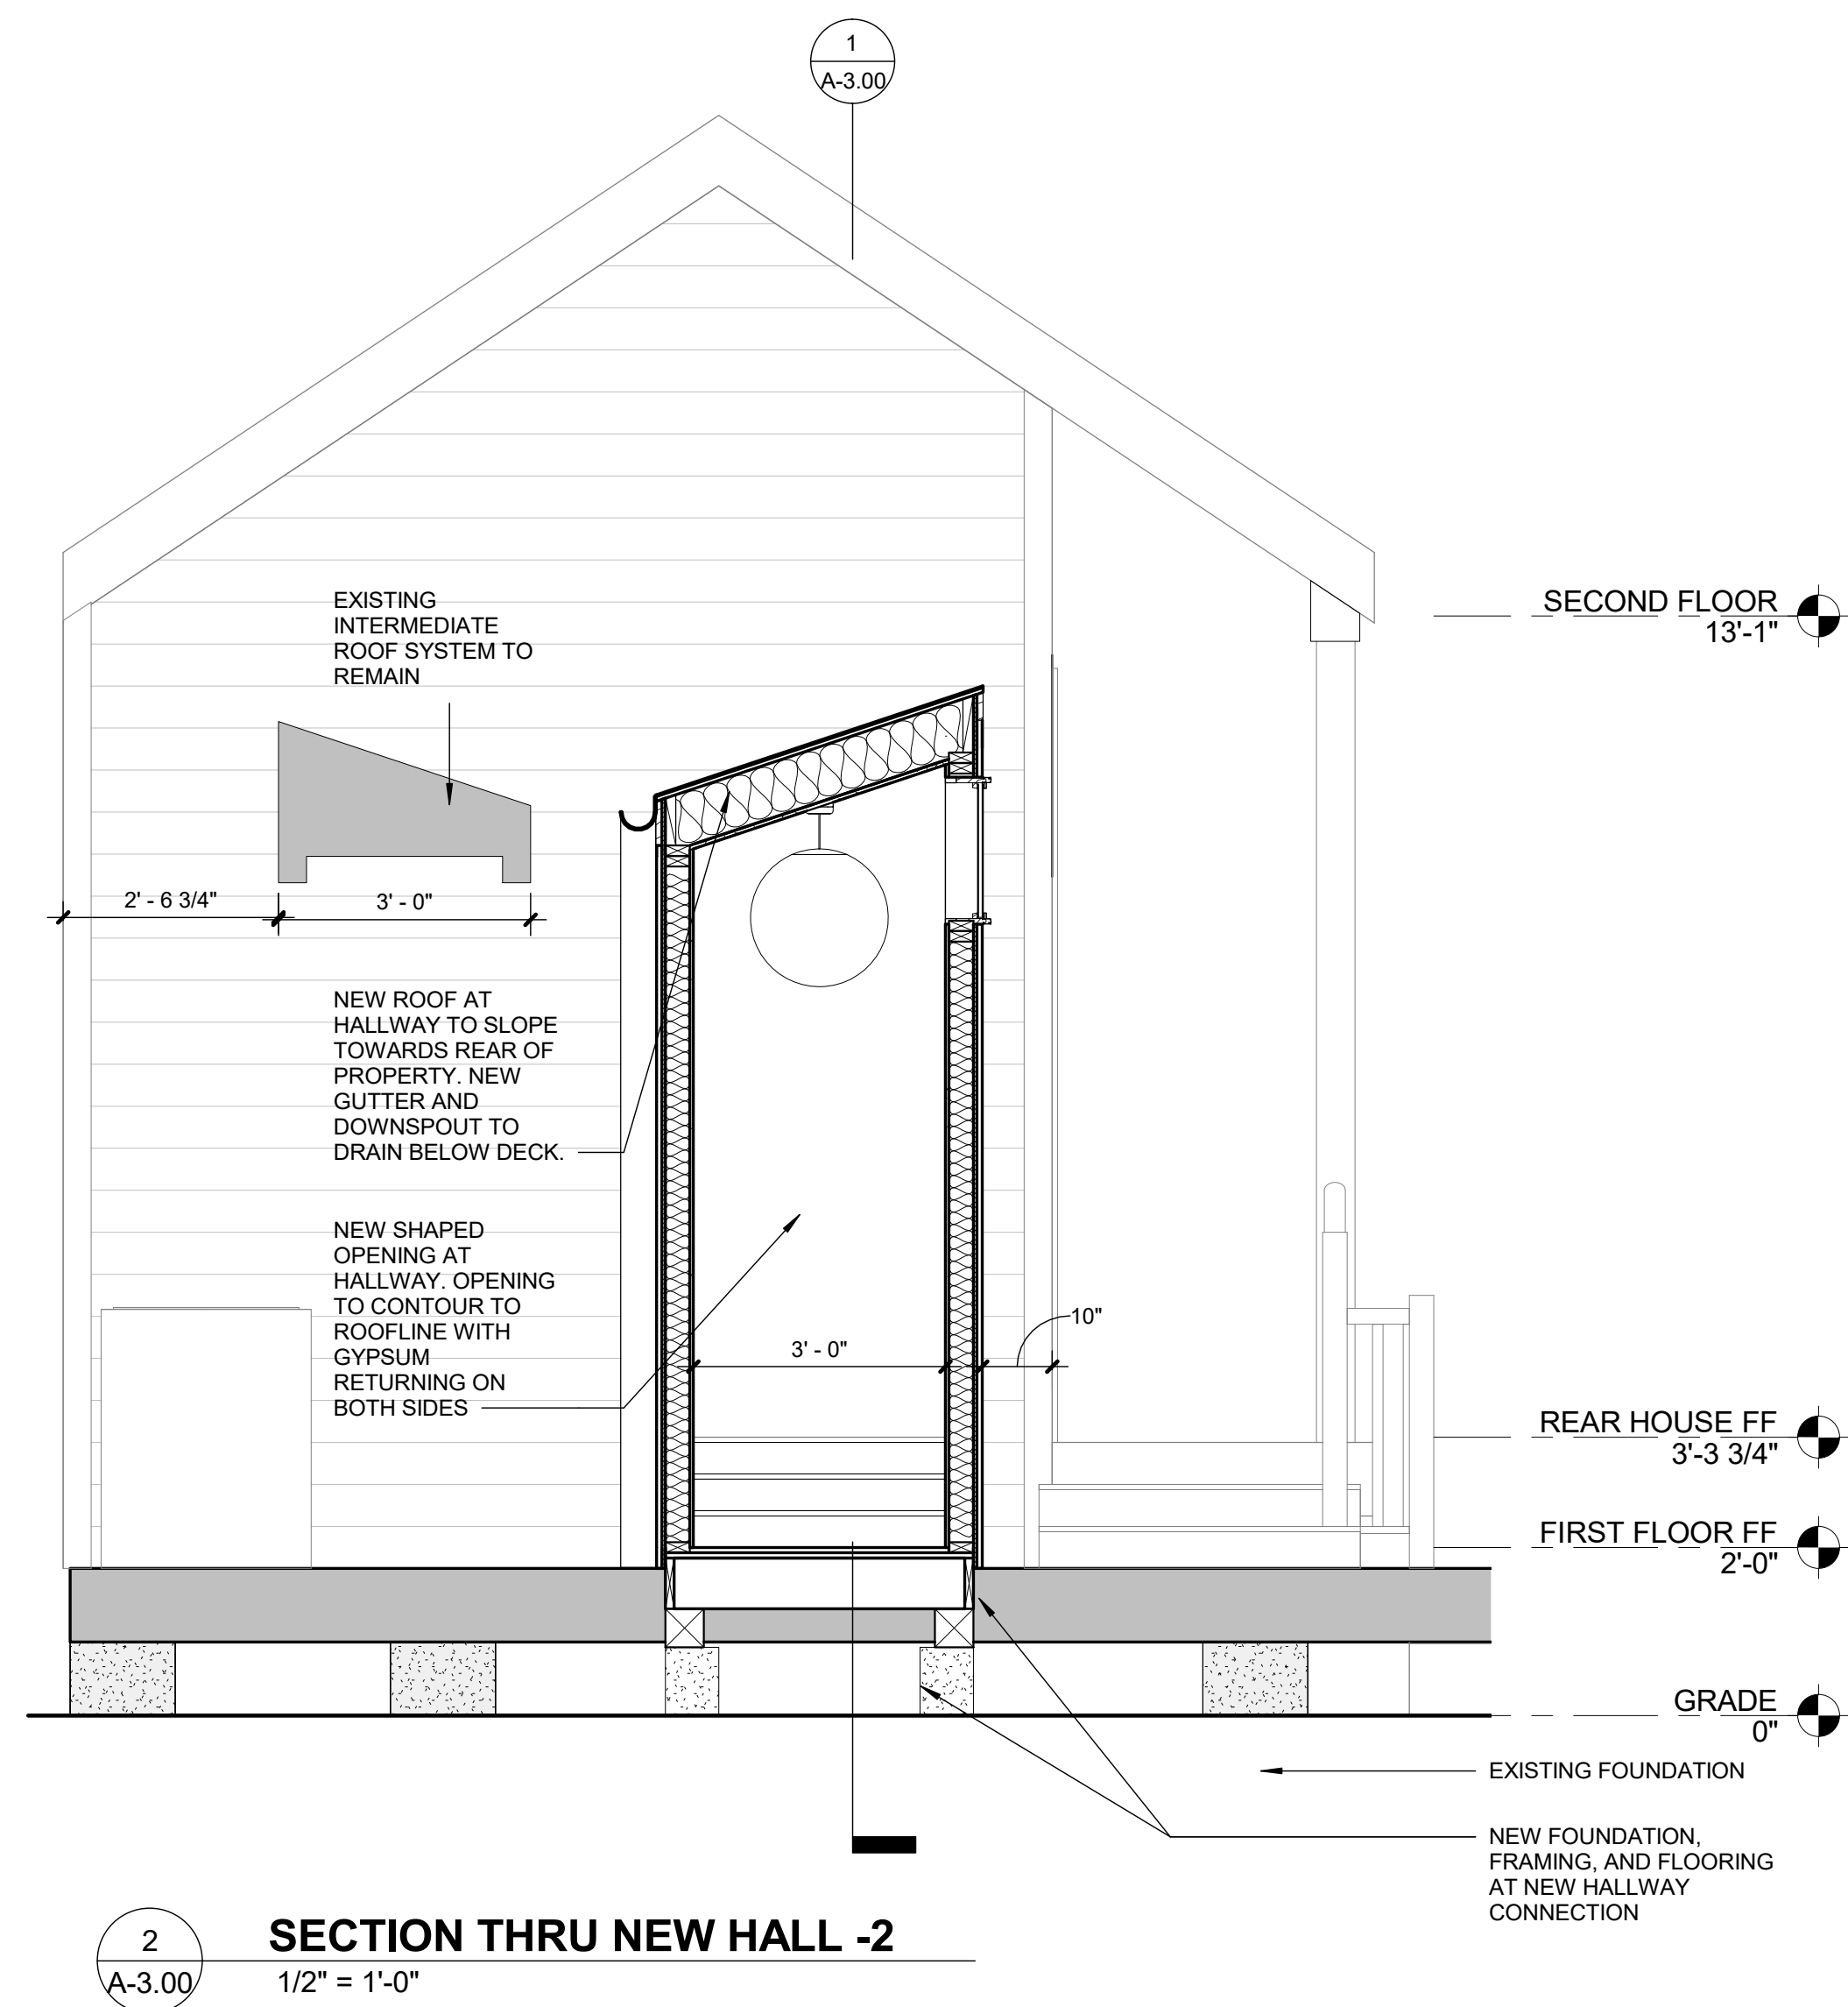 1
A-3.00
SECOND FLOOR
13'-1"
EXISTING
INTERMEDIATE
ROOF SYSTEM TO
REMAIN
2' - 6 3/4"
3' - 0"
NEW ROOF AT
HALLWAY TO SLOPE
TOWARDS REAR OF
PROPERTY. NEW
GUTTER AND
DOWNSPOUT TO
DRAIN BELOW DECK.
NEW SHAPED
OPENING AT
HALLWAY. OPENING
TO CONTOUR TO
ROOFLINE WITH
GYPSUM
RETURNING ON
BOTH SIDES
3' - 0"
10"
REAR HOUSE FF
3'-3 3/4"
FIRST FLOOR FF
2'-0"
GRADE
0"
EXISTING FOUNDATION
NEW FOUNDATION,
FRAMING, AND FLOORING
AT NEW HALLWAY
CONNECTION
2
A-3.00
SECTION THRU NEW HALL -2
1/2" = 1'-0"